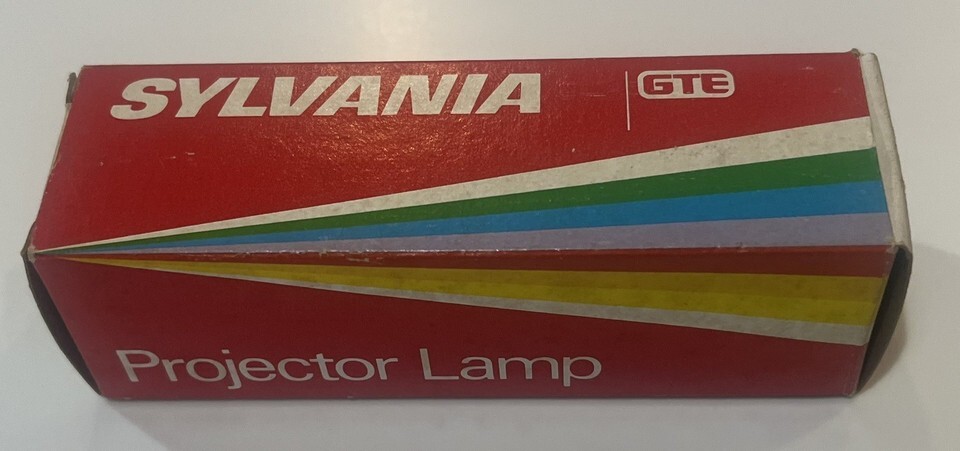 SYLVANIA GTE
Projector Lamp